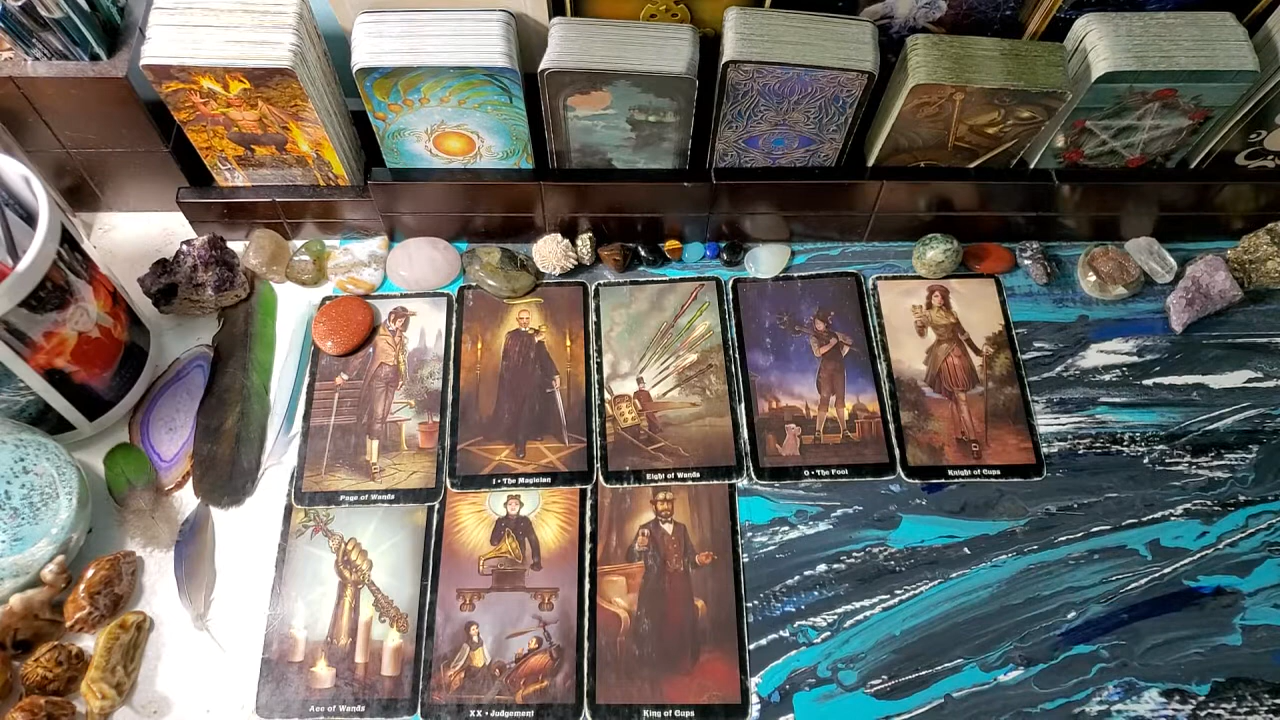 Page of Wands
I • The Magician
Eight of Wands
0 • The Fool
Knight of Cups
Ace of Wands
XX • Judgement
King of Cups